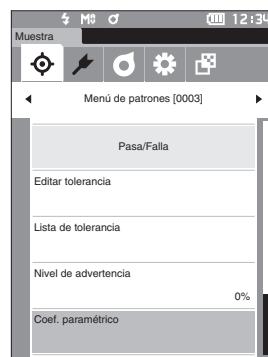 M 12:34
Muestra
Menú de patrones [0003]
Pasa/Falla
Editar tolerancia
Lista de tolerancia
Nivel de advertencia
0%
Coef. paramétrico